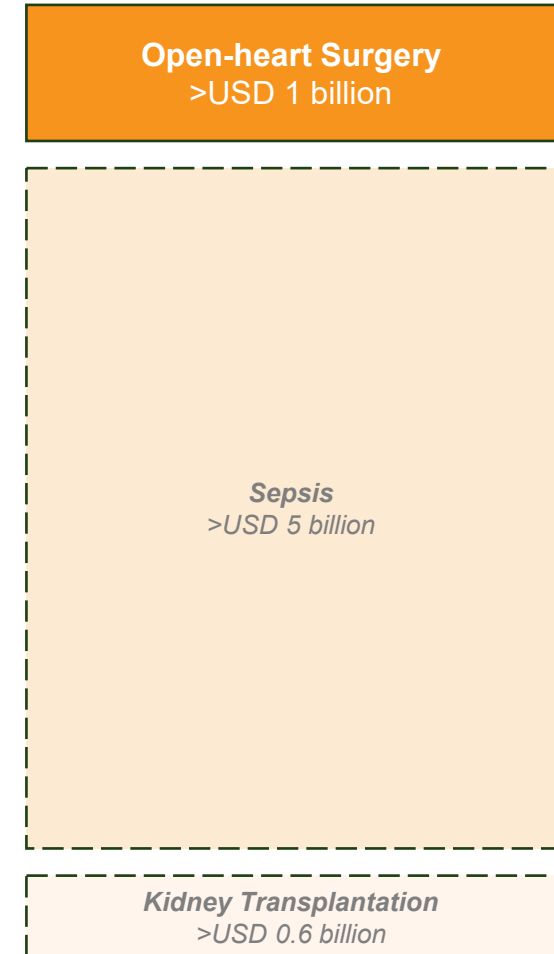 Open-heart Surgery
>USD 1 billion
Sepsis
>USD 5 billion
Kidney Transplantation
>USD 0.6 billion